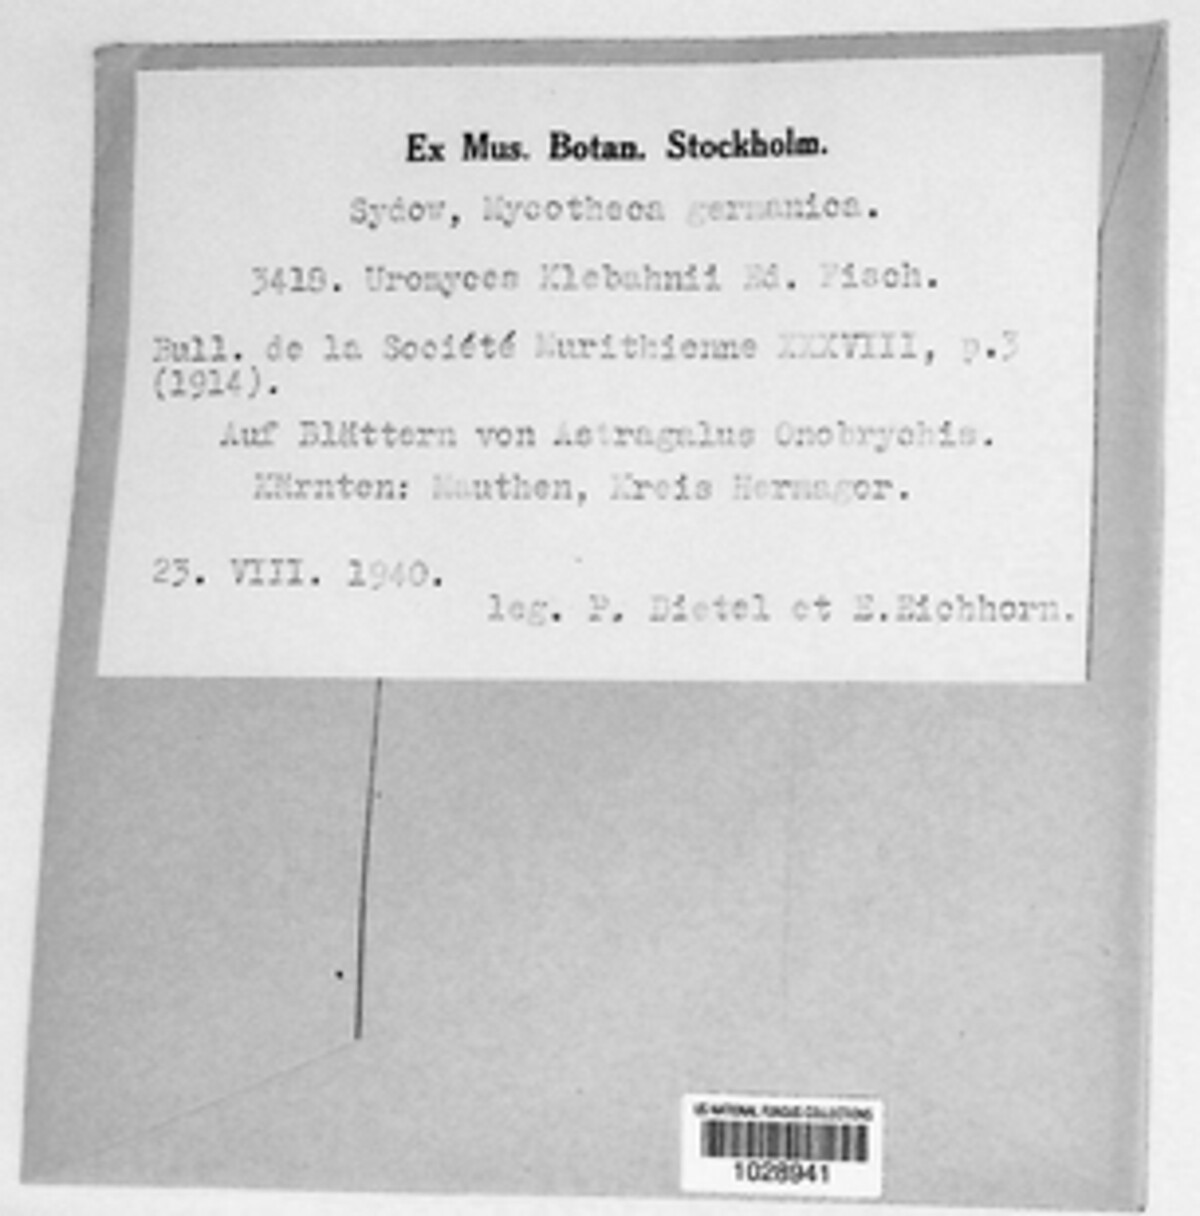 Ex Mus. Botan. Stockholm.
Sydow, Mycotheca germanica.
3418. Uromyces Klebahnii Ed. Fisch.
Bull. de la Société Murithienne XXXVIII, p.3
(1914).
Auf Blättern von Astragalus Onobrychis.
Kärnten: Mauthen, Kreis Hermagor.
23. VIII. 1940.
leg. P. Dietel et E.Eichhorn.
US NATIONAL FUNGUS COLLECTIONS
1028941